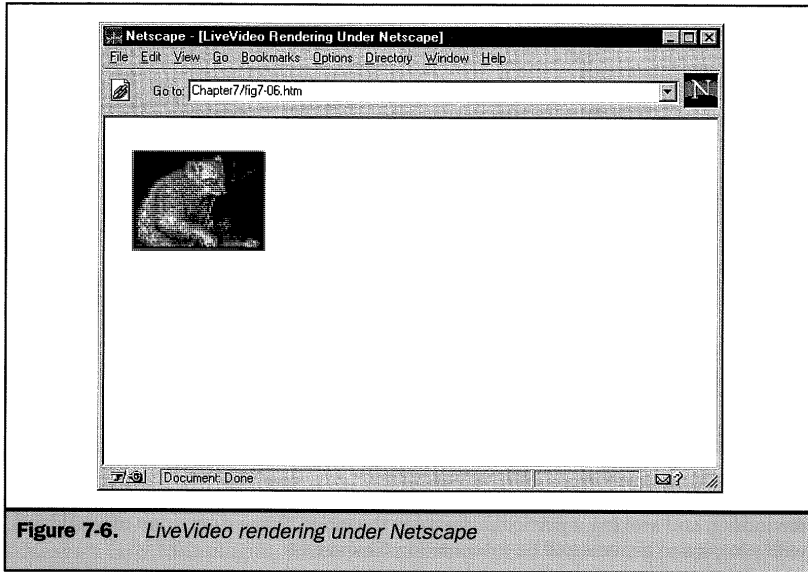 Netscape - [LiveVideo Rendering Under Netscape]
File Edit View Go Bookmarks Options Directory Window Help
Go to: Chapter7/fig7-06.htm
N
Document: Done
?
Figure 7-6. LiveVideo rendering under Netscape